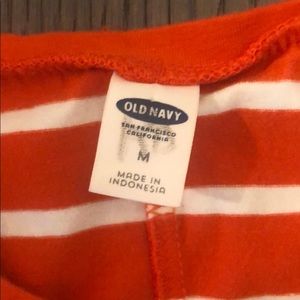 OLD NAVY
SAN FRANCISCO
CALIFORNIA
M
MADE IN
INDONESIA